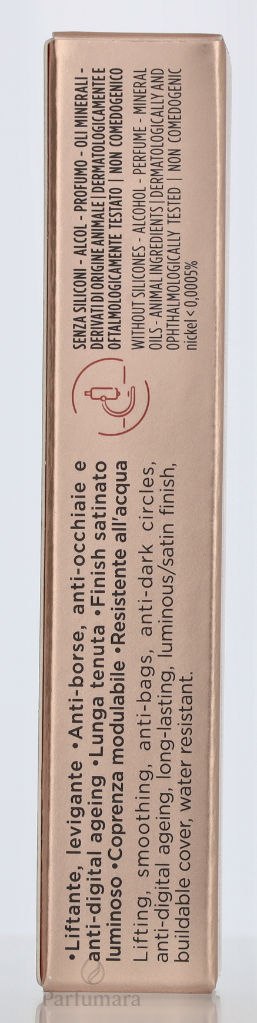 •Liftante, levigante •Anti-borse, anti-occhiaie e
anti-digital ageing •Lunga tenuta •Finish satinato
luminoso •Coprenza modulabile •Resistente all'acqua
Lifting, smoothing, anti-bags, anti-dark circles,
anti-digital ageing, long-lasting, luminous/satin finish,
buildable cover, water resistant.
SENZA SILICONI - ALCOL - PROFUMO - OLI MINERALI -
DERIVATI DI ORIGINE ANIMALE | DERMATOLOGICAMENTE E
OFTALMOLOGICAMENTE TESTATO | NON COMEDOGENICO
WITHOUT SILICONES - ALCOHOL - PERFUME - MINERAL
OILS - ANIMAL INGREDIENTS | DERMATOLOGICALLY AND
OPHTHALMOLOGICALLY TESTED | NON COMEDOGENIC
nickel < 0,0005%
Parfumara